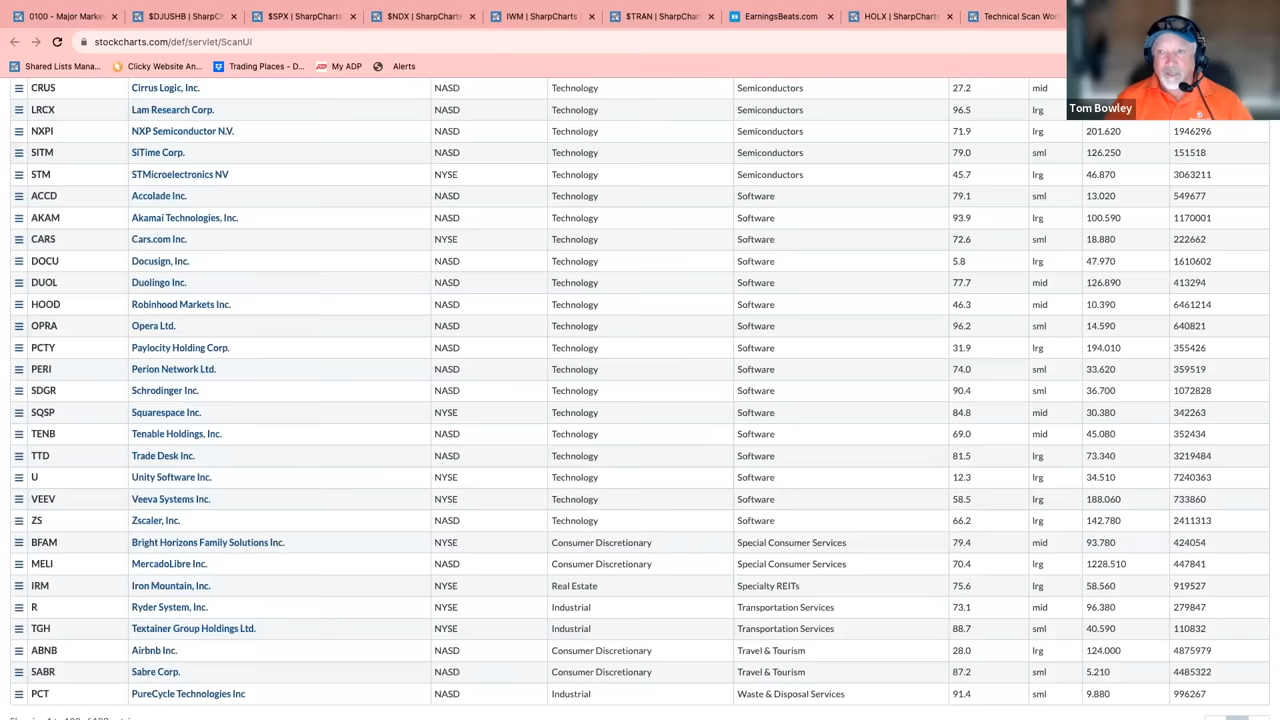 0100 - Major Marke $DJUSHB | SharpC $SPX | SharpCharts $NDX | SharpCharts IWM | SharpCharts $TRAN | SharpChar EarningsBeats.com HOLX | SharpCharts Technical Scan Wor
stockcharts.com/def/servlet/ScanUI
Shared Lists Mana... Clicky Website An... Trading Places - D... My ADP Alerts
Tom Bowley
CRUS Cirrus Logic, Inc. NASD Technology Semiconductors 27.2 mid
LRCX Lam Research Corp. NASD Technology Semiconductors 96.5 lrg
NXPI NXP Semiconductor N.V. NASD Technology Semiconductors 71.9 lrg 201.620 1946296
SITM SiTime Corp. NASD Technology Semiconductors 79.0 sml 126.250 151518
STM STMicroelectronics NV NYSE Technology Semiconductors 45.7 lrg 46.870 3063211
ACCD Accolade Inc. NASD Technology Software 79.1 sml 13.020 549677
AKAM Akamai Technologies, Inc. NASD Technology Software 93.9 lrg 100.590 1170001
CARS Cars.com Inc. NYSE Technology Software 72.6 sml 18.880 222662
DOCU Docusign, Inc. NASD Technology Software 5.8 lrg 47.970 1610602
DUOL Duolingo Inc. NASD Technology Software 77.7 mid 126.890 413294
HOOD Robinhood Markets Inc. NASD Technology Software 46.3 mid 10.390 6461214
OPRA Opera Ltd. NASD Technology Software 96.2 sml 14.590 640821
PCTY Paylocity Holding Corp. NASD Technology Software 31.9 lrg 194.010 355426
PERI Perion Network Ltd. NASD Technology Software 74.0 sml 33.620 359519
SDGR Schrodinger Inc. NASD Technology Software 90.4 sml 36.700 1072828
SQSP Squarespace Inc. NYSE Technology Software 84.8 mid 30.380 342263
TENB Tenable Holdings, Inc. NASD Technology Software 69.0 mid 45.080 352434
TTD Trade Desk Inc. NASD Technology Software 81.5 lrg 73.340 3219484
U Unity Software Inc. NYSE Technology Software 12.3 lrg 34.510 7240363
VEEV Veeva Systems Inc. NYSE Technology Software 58.5 lrg 188.060 733860
ZS Zscaler, Inc. NASD Technology Software 66.2 lrg 142.780 2411313
BFAM Bright Horizons Family Solutions Inc. NYSE Consumer Discretionary Special Consumer Services 79.4 mid 93.780 424054
MELI MercadoLibre Inc. NASD Consumer Discretionary Special Consumer Services 70.4 lrg 1228.510 447841
IRM Iron Mountain, Inc. NYSE Real Estate Specialty REITs 75.6 lrg 58.560 919527
R Ryder System, Inc. NYSE Industrial Transportation Services 73.1 mid 96.380 279847
TGH Textainer Group Holdings Ltd. NYSE Industrial Transportation Services 88.7 sml 40.590 110832
ABNB Airbnb Inc. NASD Consumer Discretionary Travel & Tourism 28.0 lrg 124.000 4875979
SABR Sabre Corp. NASD Consumer Discretionary Travel & Tourism 87.2 sml 5.210 4485322
PCT PureCycle Technologies Inc NASD Industrial Waste & Disposal Services 91.4 sml 9.880 996267